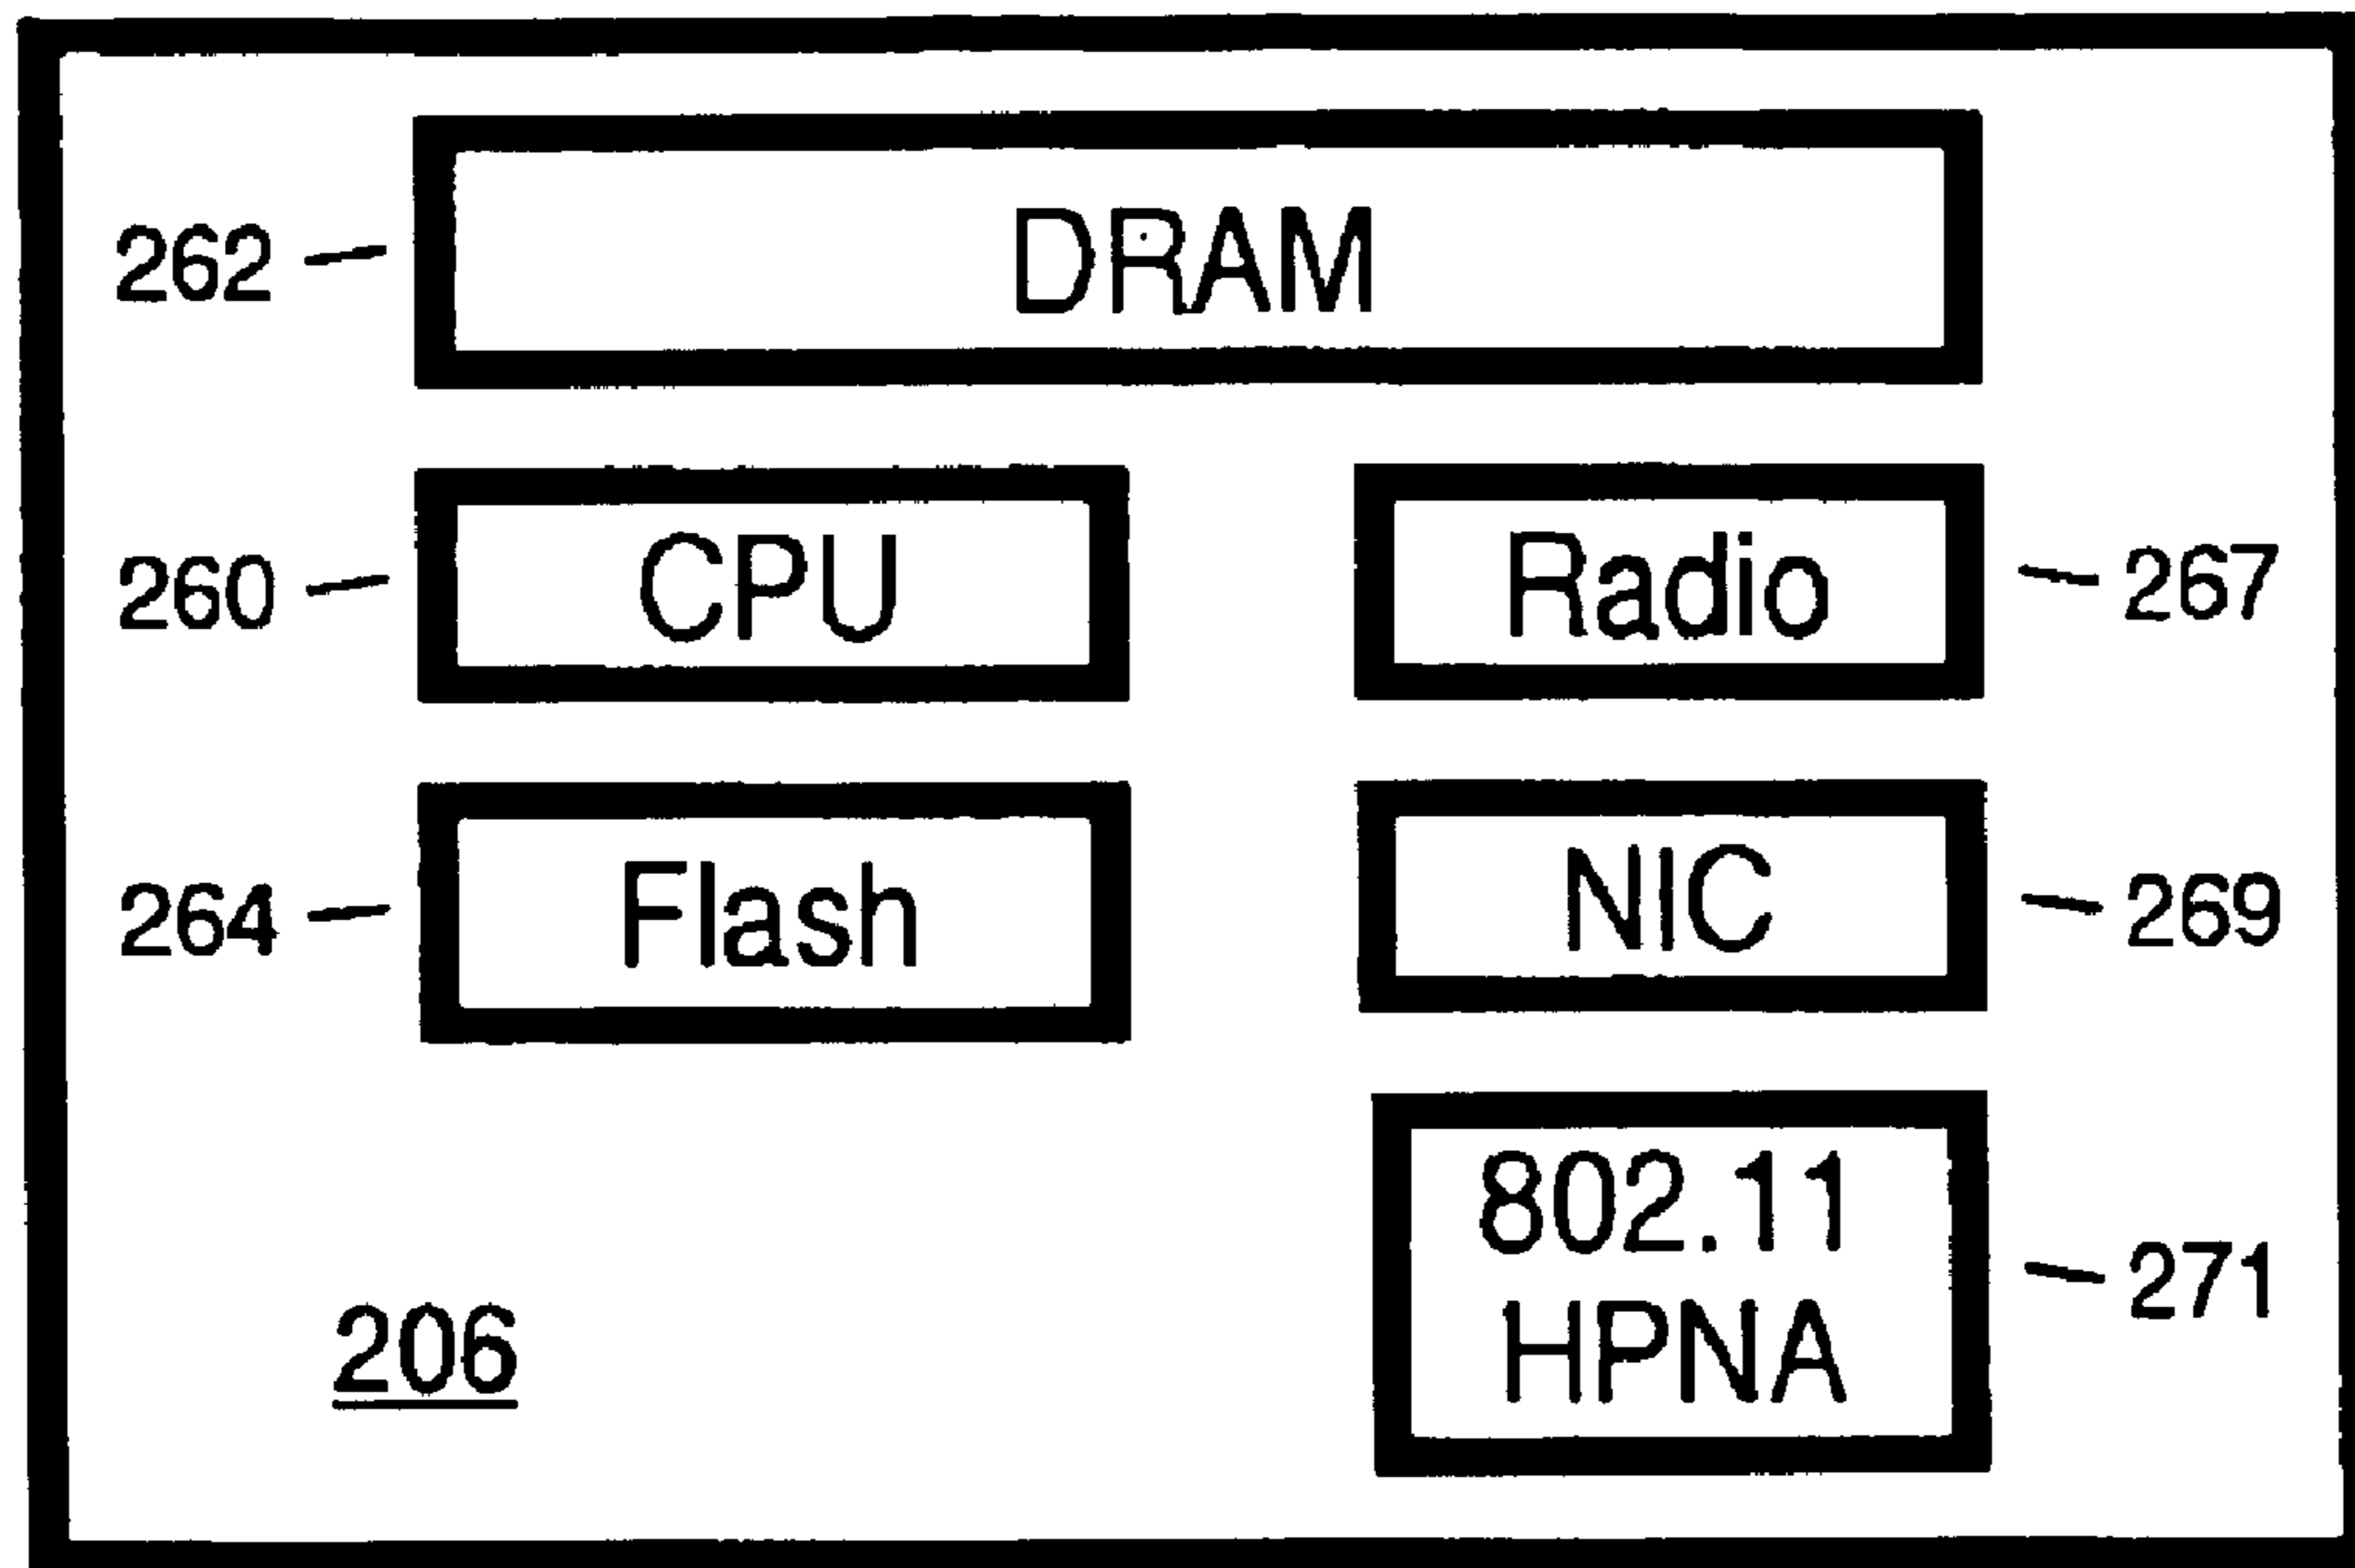 262 DRAM
260 CPU Radio 267
264 Flash NIC 269
802.11
HPNA 271
206